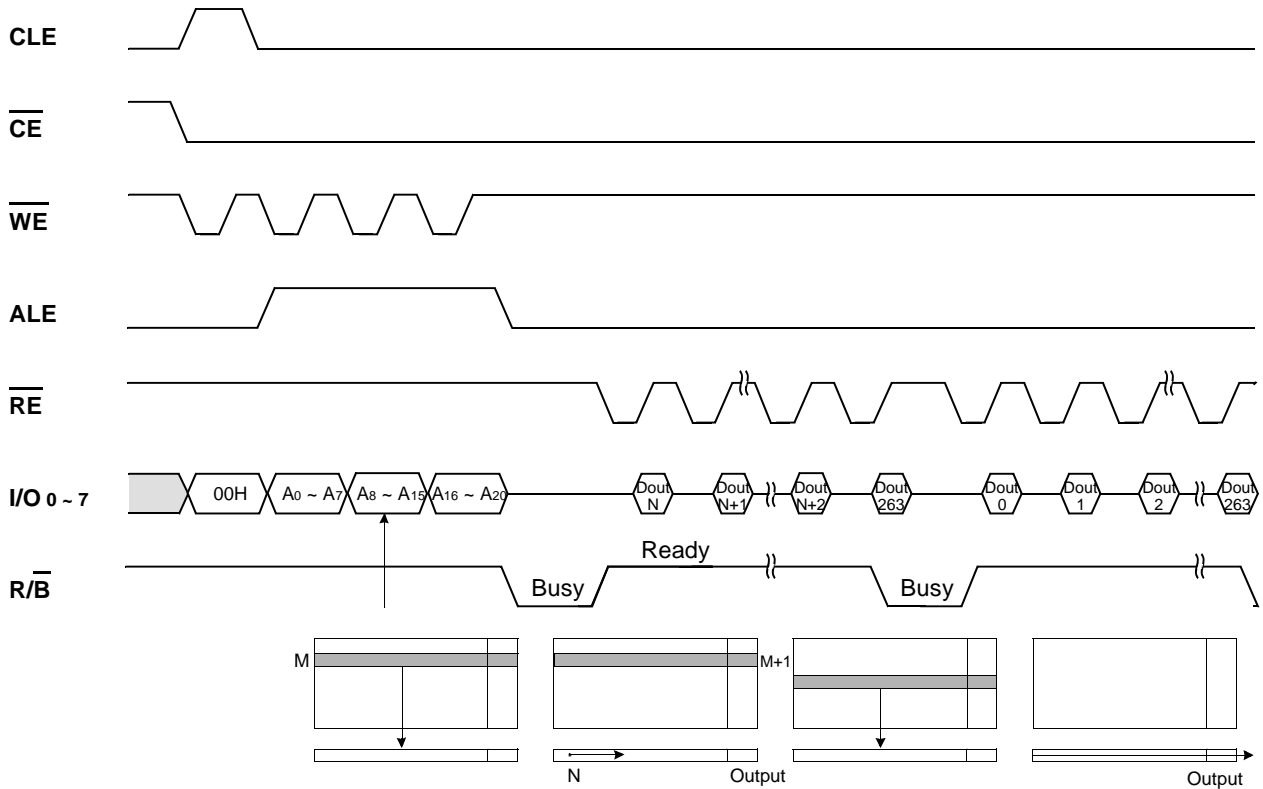 CLE
CE
WE
ALE
RE
I/O 0 ~ 7
00H
A0 ~ A7
A8 ~ A15
A16 ~ A20
Dout
N
Dout
N+1
Dout
N+2
Dout
263
Dout
0
Dout
1
Dout
2
Dout
263
R/B
Busy
Ready
Busy
M
M+1
N
Output
Output